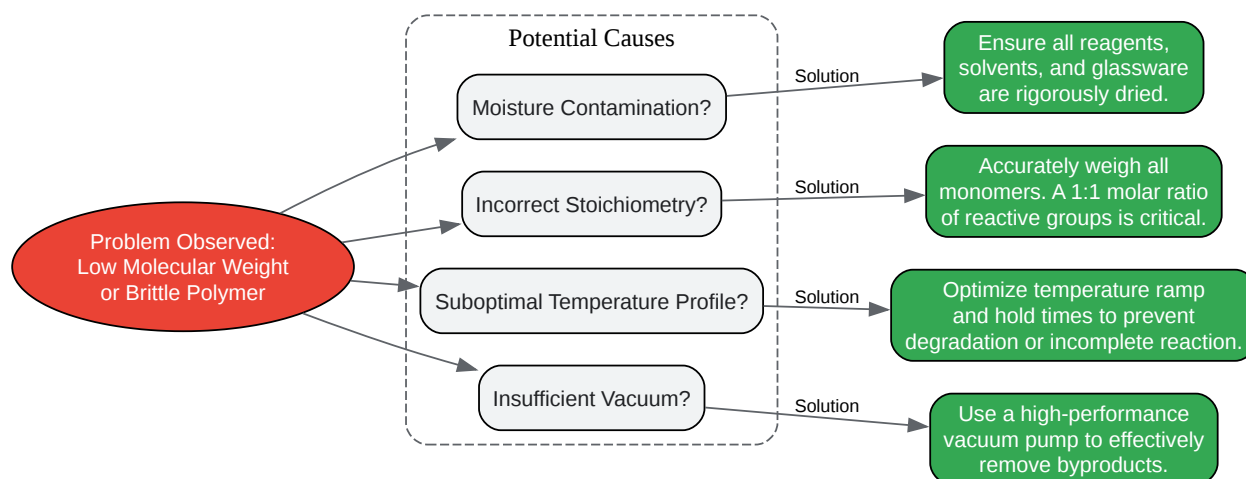 Potential Causes
Problem Observed:
Low Molecular Weight
or Brittle Polymer
Moisture Contamination?
Solution
Ensure all reagents,
solvents, and glassware
are rigorously dried.
Incorrect Stoichiometry?
Solution
Accurately weigh all
monomers. A 1:1 molar ratio
of reactive groups is critical.
Suboptimal Temperature Profile?
Solution
Optimize temperature ramp
and hold times to prevent
degradation or incomplete reaction.
Insufficient Vacuum?
Solution
Use a high-performance
vacuum pump to effectively
remove byproducts.